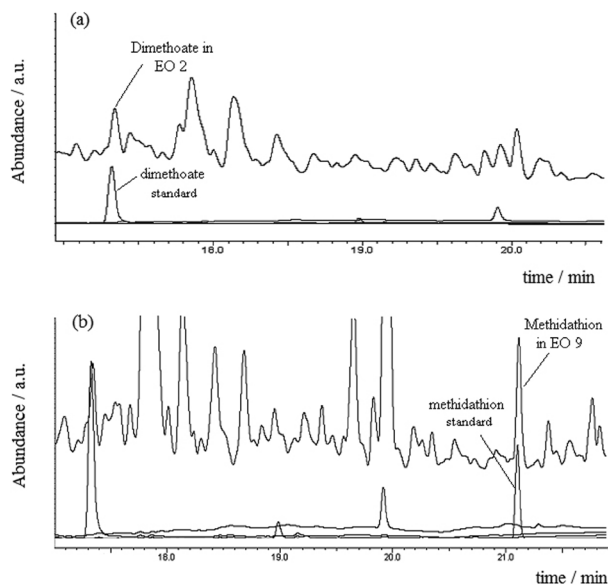 (a)
Dimethoate in
EO 2
dimethoate
standard
Abundance / a.u.
18.0 19.0 20.0
time / min
(b)
Methidathion
in EO 9
methidathion
standard
Abundance / a.u.
18.0 19.0 20.0 21.0
time / min